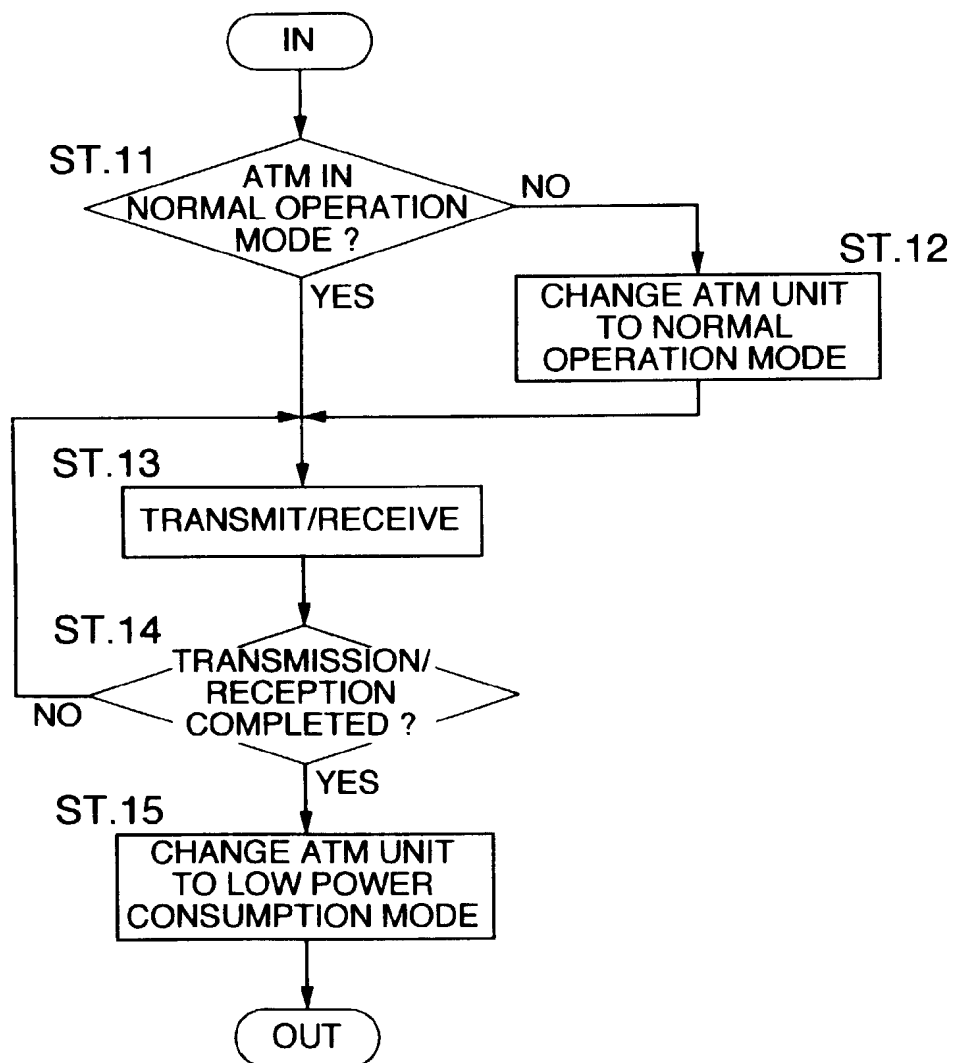 IN
ST.11
ATM IN
NORMAL OPERATION
MODE ?
NO
YES
ST.12
CHANGE ATM UNIT
TO NORMAL
OPERATION MODE
ST.13
TRANSMIT/RECEIVE
ST.14
TRANSMISSION/
RECEPTION
COMPLETED ?
NO
YES
ST.15
CHANGE ATM UNIT
TO LOW POWER
CONSUMPTION MODE
OUT